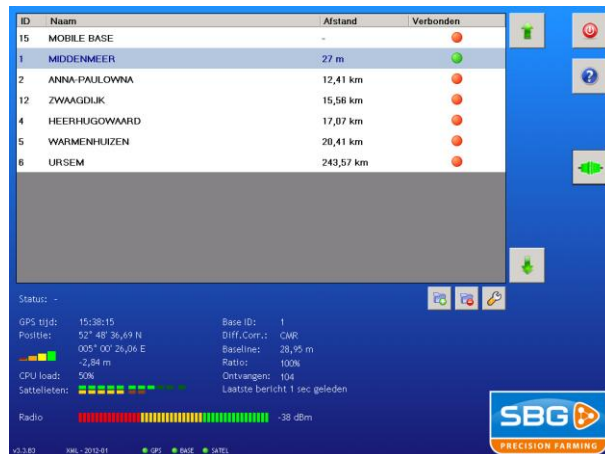 ID Naam Afstand Verbonden
15 MOBILE BASE -
1 MIDDENMEER 27 m
2 ANNA-PAULOWNA 12,41 km
12 ZWAAGDIJK 15,56 km
4 HEERHUGOWAARD 17,07 km
5 WARMENHUIZEN 20,41 km
6 URSEM 243,57 km
Status: -
GPS tijd: 15:38:15 Base ID: 1
Positie: 52° 48' 36,69 N Diff.Corr.: CMR
005° 00' 26,06 E Baseline: 28,95 m
-2,84 m Ratio: 100%
CPU load: 50% Ontvangen: 104
Sattelieten: Laatste bericht 1 sec geleden
Radio -38 dBm
SBG
PRECISION FARMING
v3.3.83 XML - 2012-01 GPS BASE SATEL